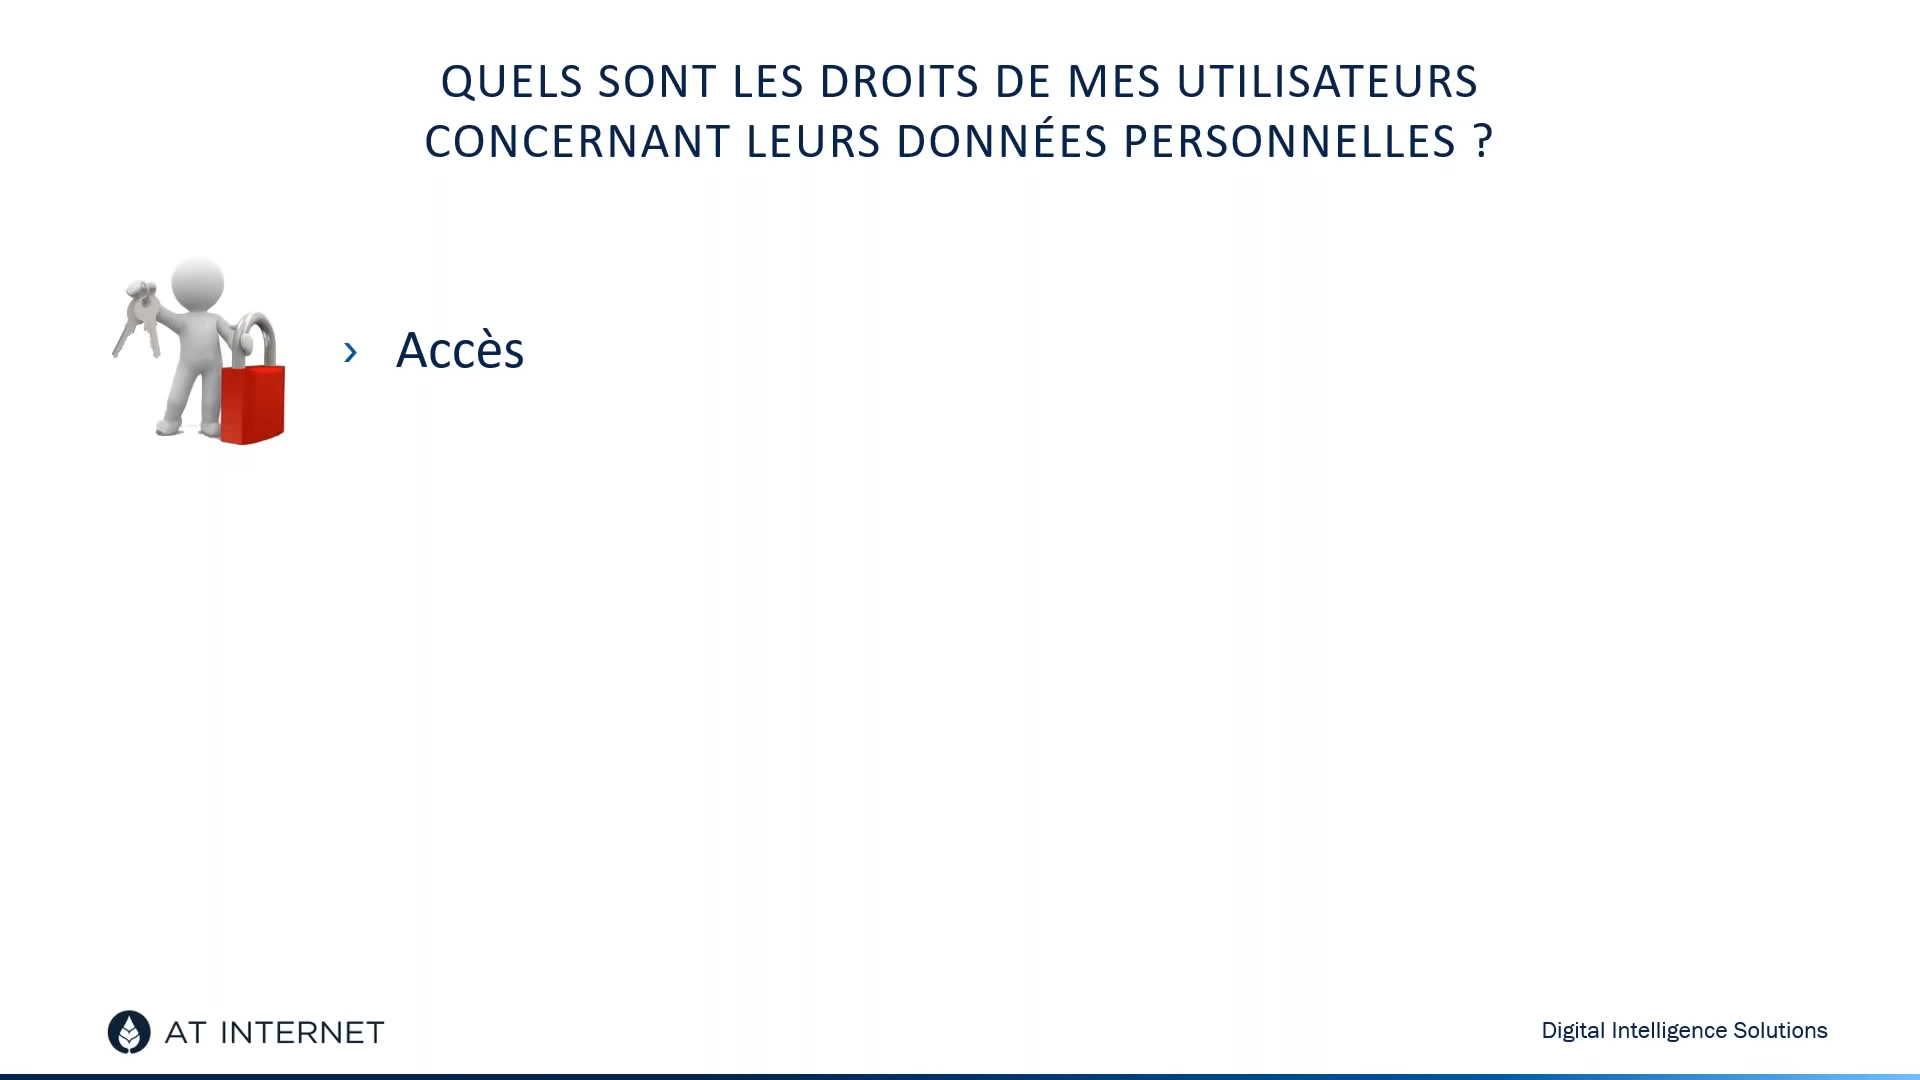 QUELS SONT LES DROITS DE MES UTILISATEURS
CONCERNANT LEURS DONNÉES PERSONNELLES ?
› Accès
AT INTERNET
Digital Intelligence Solutions